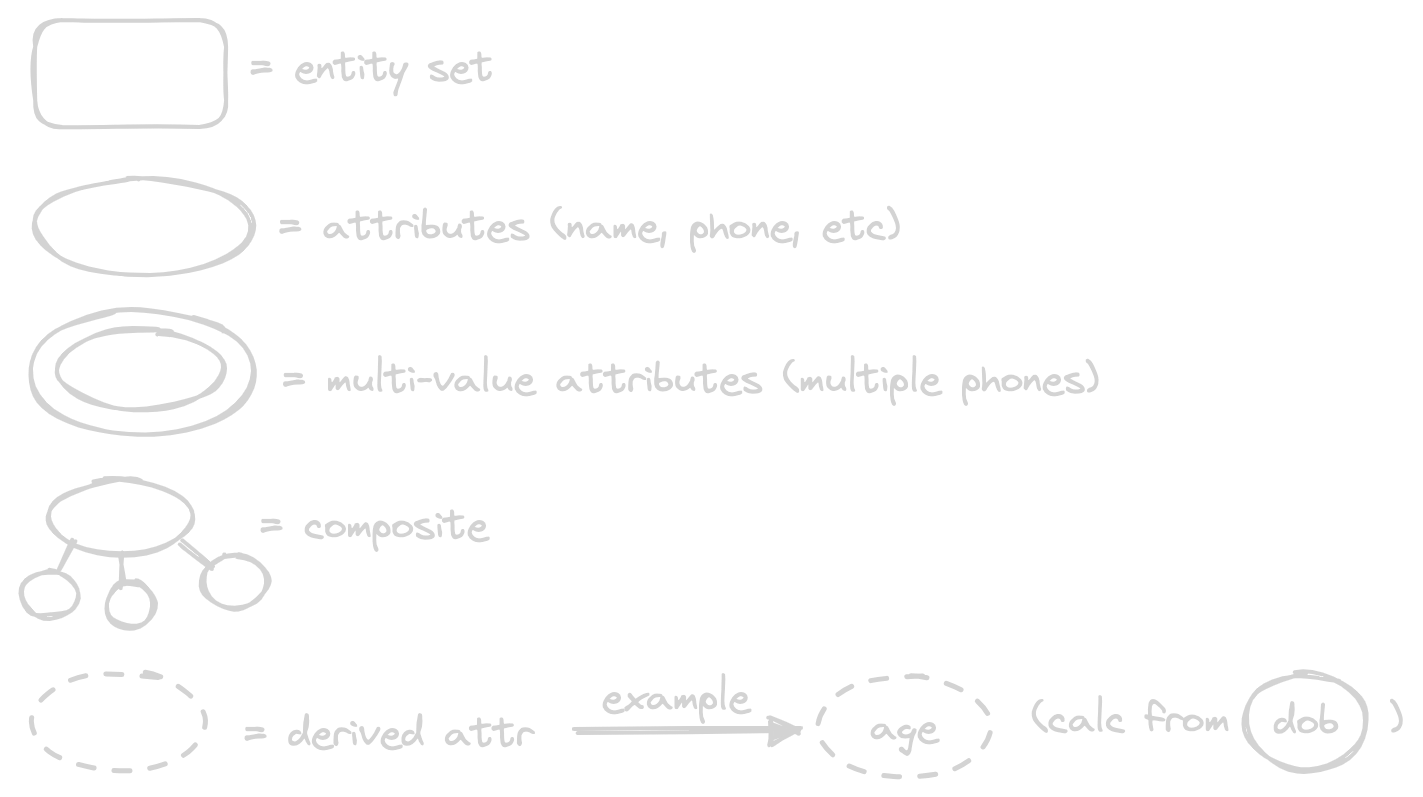 = entity set
= attributes (name, phone, etc)
= multi-value attributes (multiple phones)
= composite
example
= derived attr age (calc from dob )